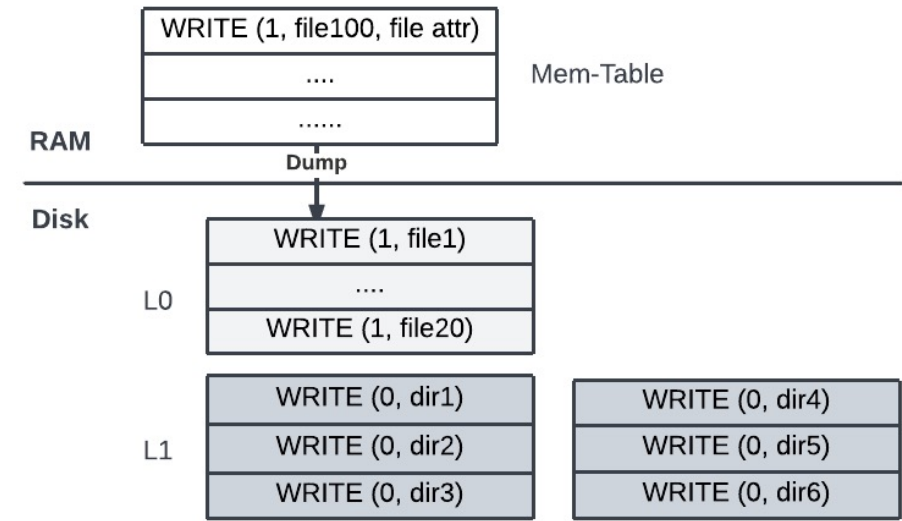 WRITE (1, file100, file attr)
....
......
Mem-Table
RAM
Dump
Disk
WRITE (1, file1)
....
WRITE (1, file20)
L0
WRITE (0, dir1)
WRITE (0, dir2)
WRITE (0, dir3)
L1
WRITE (0, dir4)
WRITE (0, dir5)
WRITE (0, dir6)